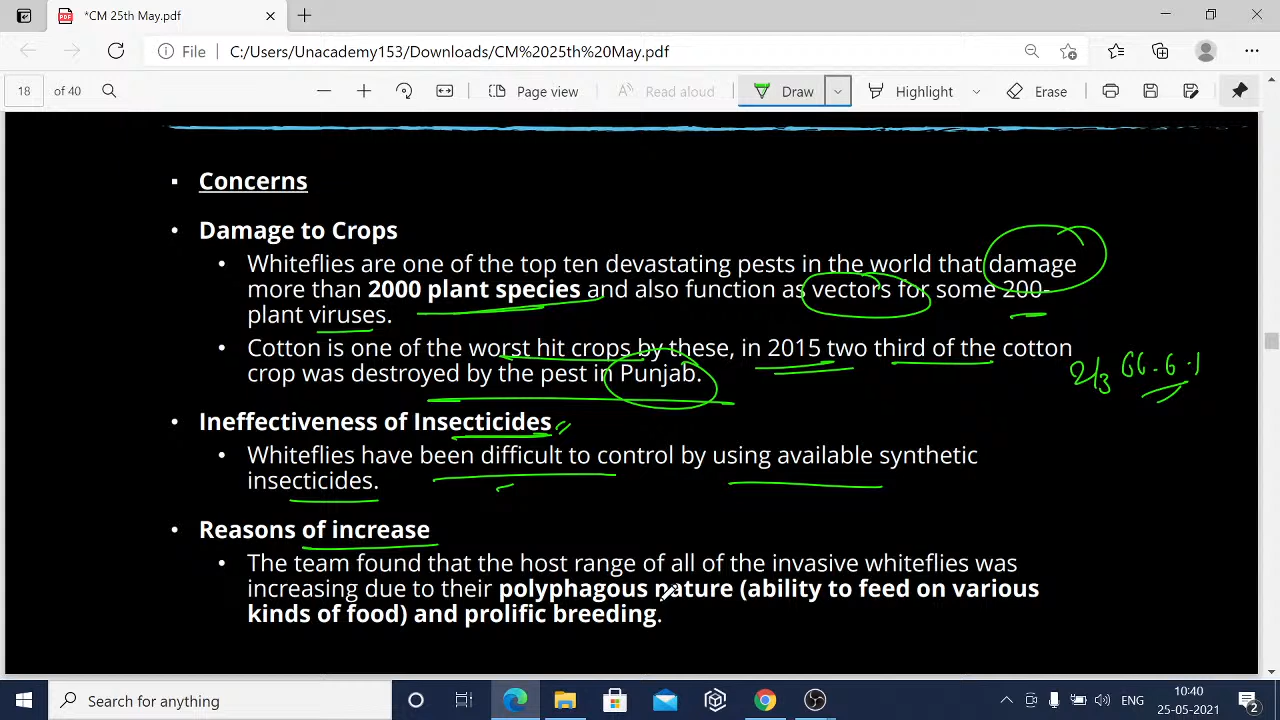 *CM 25th May.pdf
File C:/Users/Unacademy153/Downloads/CM%2025th%20May.pdf
18 of 40 Page view Read aloud Draw Highlight Erase
▪ Concerns
• Damage to Crops
• Whiteflies are one of the top ten devastating pests in the world that damage
more than 2000 plant species and also function as vectors for some 200-
plant viruses.
• Cotton is one of the worst hit crops by these, in 2015 two third of the cotton
crop was destroyed by the pest in Punjab.
2/3 66.6.1
• Ineffectiveness of Insecticides
• Whiteflies have been difficult to control by using available synthetic
insecticides.
• Reasons of increase
• The team found that the host range of all of the invasive whiteflies was
increasing due to their polyphagous nature (ability to feed on various
kinds of food) and prolific breeding.
Search for anything ENG 10:40
25-05-2021 2